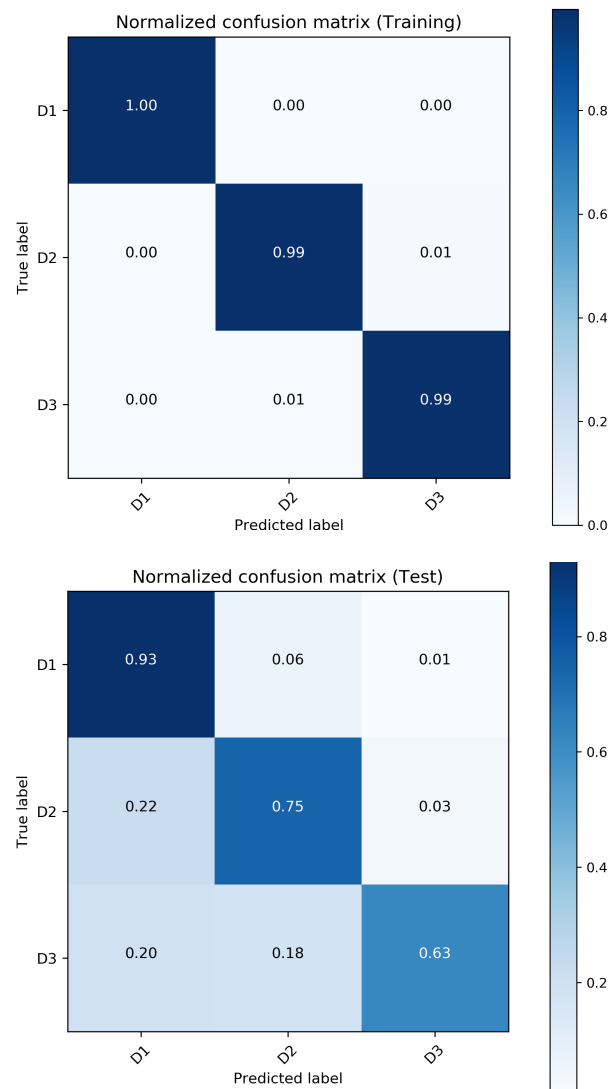 Normalized confusion matrix (Training)
True label
D1
1.00 0.00 0.00
D2
0.00 0.99 0.01
D3
0.00 0.01 0.99
D1 D2 D3
Predicted label
0.8
0.6
0.4
0.2
0.0
Normalized confusion matrix (Test)
True label
D1
0.93 0.06 0.01
D2
0.22 0.75 0.03
D3
0.20 0.18 0.63
D1 D2 D3
Predicted label
0.8
0.6
0.4
0.2